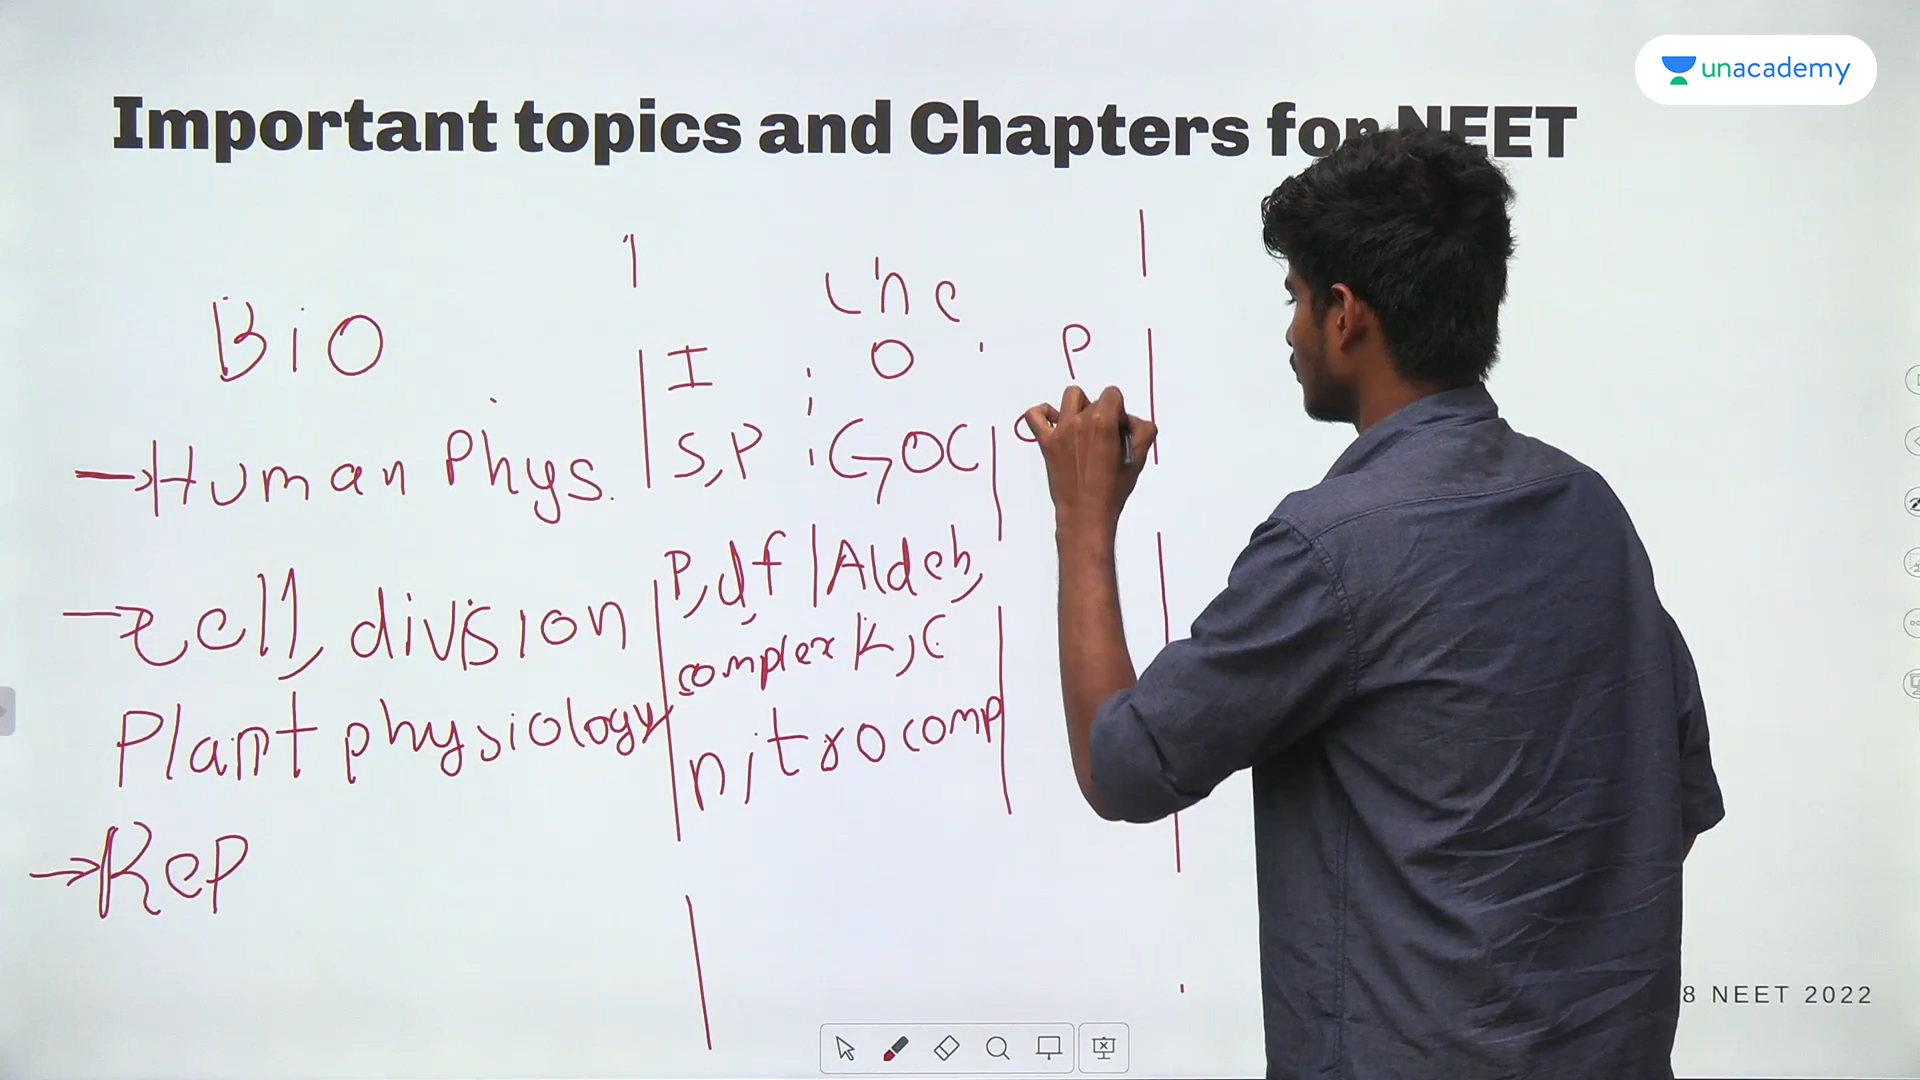 unacademy
Important topics and Chapters for NEET
Bio
Che
I O P
→Human Phys.
S, P GOC
→Cell, division
P, d f Aldeh,
complex K, C
Plant physiology
nitro comp
→Rep
8 NEET 2022